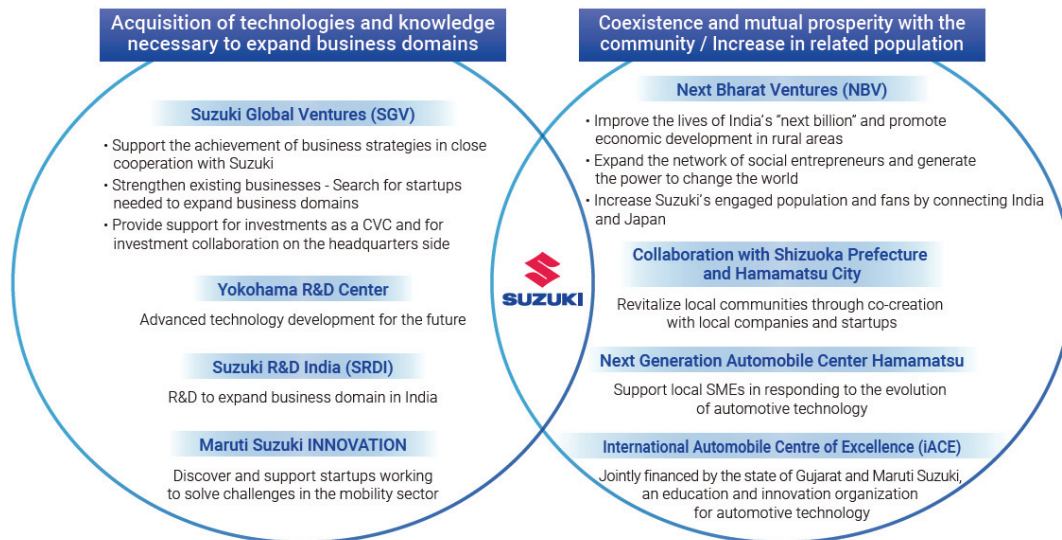 Acquisition of technologies and knowledge
necessary to expand business domains
Suzuki Global Ventures (SGV)
• Support the achievement of business strategies in close
cooperation with Suzuki
• Strengthen existing businesses - Search for startups
needed to expand business domains
• Provide support for investments as a CVC and for
investment collaboration on the headquarters side
Yokohama R&D Center
Advanced technology development for the future
Suzuki R&D India (SRDI)
R&D to expand business domain in India
Maruti Suzuki INNOVATION
Discover and support startups working
to solve challenges in the mobility sector
SUZUKI
Coexistence and mutual prosperity with the
community / Increase in related population
Next Bharat Ventures (NBV)
• Improve the lives of India's “next billion” and promote
economic development in rural areas
• Expand the network of social entrepreneurs and generate
the power to change the world
• Increase Suzuki's engaged population and fans by connecting India
and Japan
Collaboration with Shizuoka Prefecture
and Hamamatsu City
Revitalize local communities through co-creation
with local companies and startups
Next Generation Automobile Center Hamamatsu
Support local SMEs in responding to the evolution
of automotive technology
International Automobile Centre of Excellence (iACE)
Jointly financed by the state of Gujarat and Maruti Suzuki,
an education and innovation organization
for automotive technology